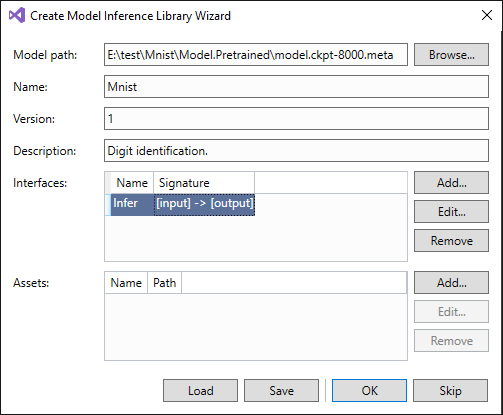 Create Model Inference Library Wizard
Model path: E:\test\Mnist\Model.Pretrained\model.ckpt-8000.meta Browse...
Name: Mnist
Version: 1
Description: Digit identification.
Interfaces: Name Signature Add...
Infer [input] -> [output]
Edit...
Remove
Assets: Name Path Add...
Edit...
Remove
Load Save OK Skip